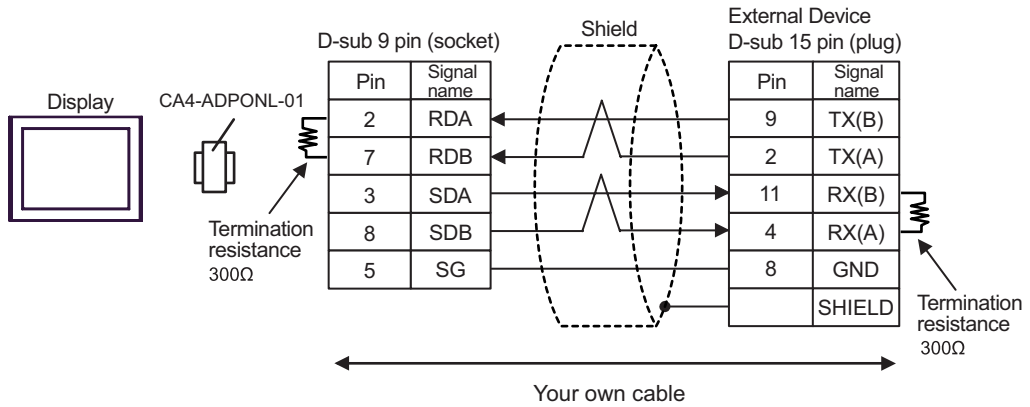 Display
CA4-ADPONL-01
D-sub 9 pin (socket)
Shield
External Device
D-sub 15 pin (plug)
Pin Signal name
2 RDA
7 RDB
3 SDA
8 SDB
5 SG
Pin Signal name
9 TX(B)
2 TX(A)
11 RX(B)
4 RX(A)
8 GND
SHIELD
Termination
resistance
300Ω
Termination
resistance
300Ω
Your own cable